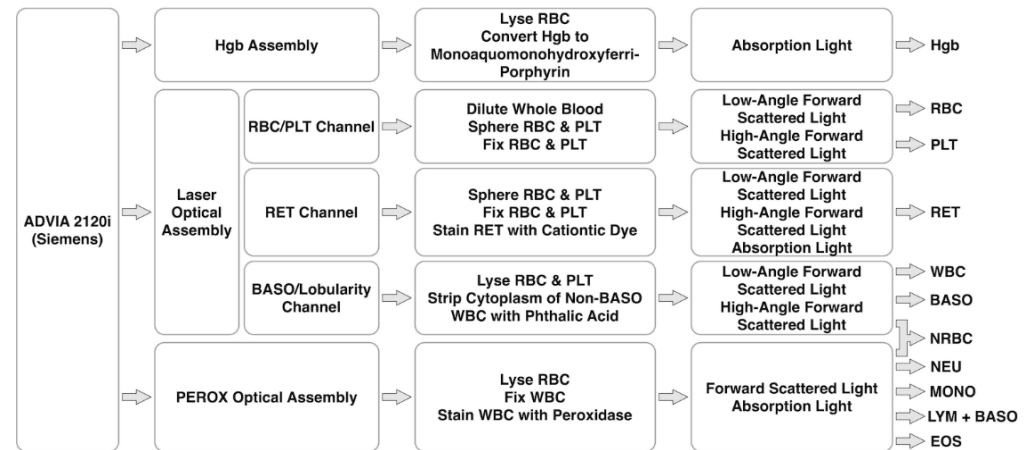 ADVIA 2120i
(Siemens)
Hgb Assembly
Lyse RBC
Convert Hgb to
Monoaquomonohydroxyferri-
Porphyrin
Absorption Light
Hgb
Laser
Optical
Assembly
RBC/PLT Channel
Dilute Whole Blood
Sphere RBC & PLT
Fix RBC & PLT
Low-Angle Forward
Scattered Light
High-Angle Forward
Scattered Light
RBC
PLT
RET Channel
Sphere RBC & PLT
Fix RBC & PLT
Stain RET with Cationtic Dye
Low-Angle Forward
Scattered Light
High-Angle Forward
Scattered Light
Absorption Light
RET
BASO/Lobularity
Channel
Lyse RBC & PLT
Strip Cytoplasm of Non-BASO
WBC with Phthalic Acid
Low-Angle Forward
Scattered Light
High-Angle Forward
Scattered Light
WBC
BASO
NRBC
PEROX Optical Assembly
Lyse RBC
Fix WBC
Stain WBC with Peroxidase
Forward Scattered Light
Absorption Light
NEU
MONO
LYM + BASO
EOS